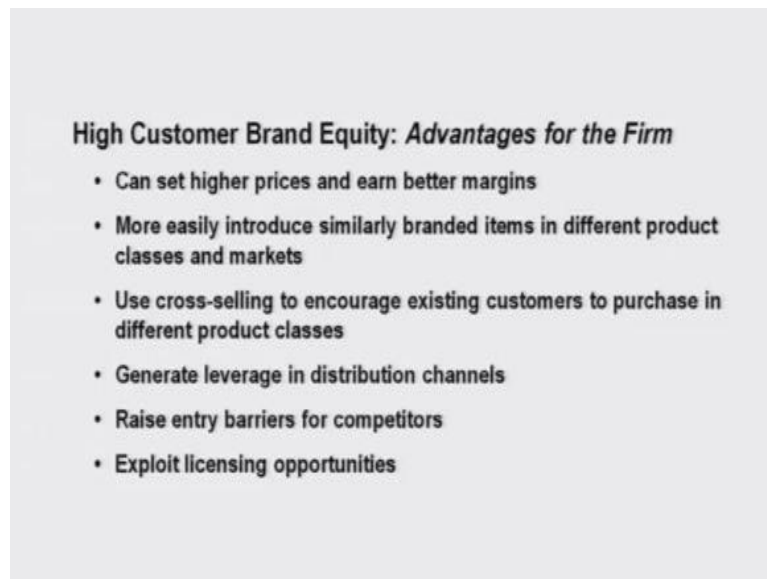 High Customer Brand Equity: Advantages for the Firm
• Can set higher prices and earn better margins
• More easily introduce similarly branded items in different product
classes and markets
• Use cross-selling to encourage existing customers to purchase in
different product classes
• Generate leverage in distribution channels
• Raise entry barriers for competitors
• Exploit licensing opportunities